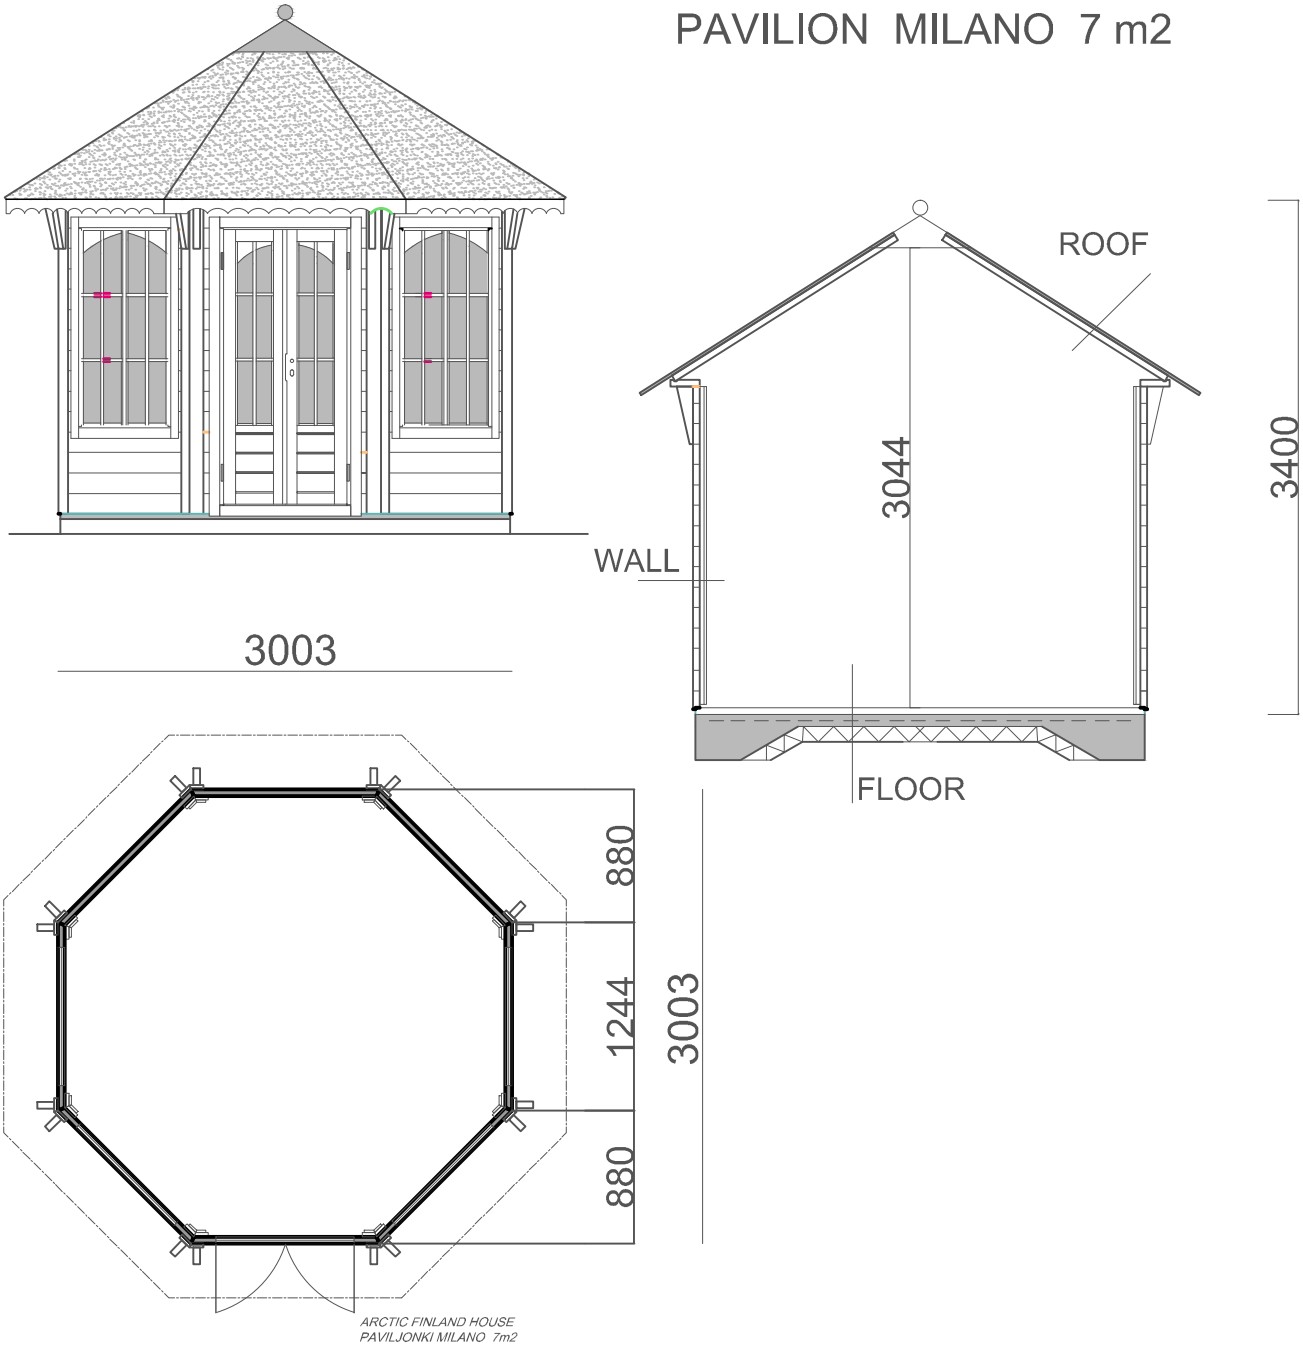 PAVILION MILANO 7 m2
ROOF
3044
3400
WALL
3003
FLOOR
880
1244
3003
880
ARCTIC FINLAND HOUSE
PAVILJONKI MILANO 7m2